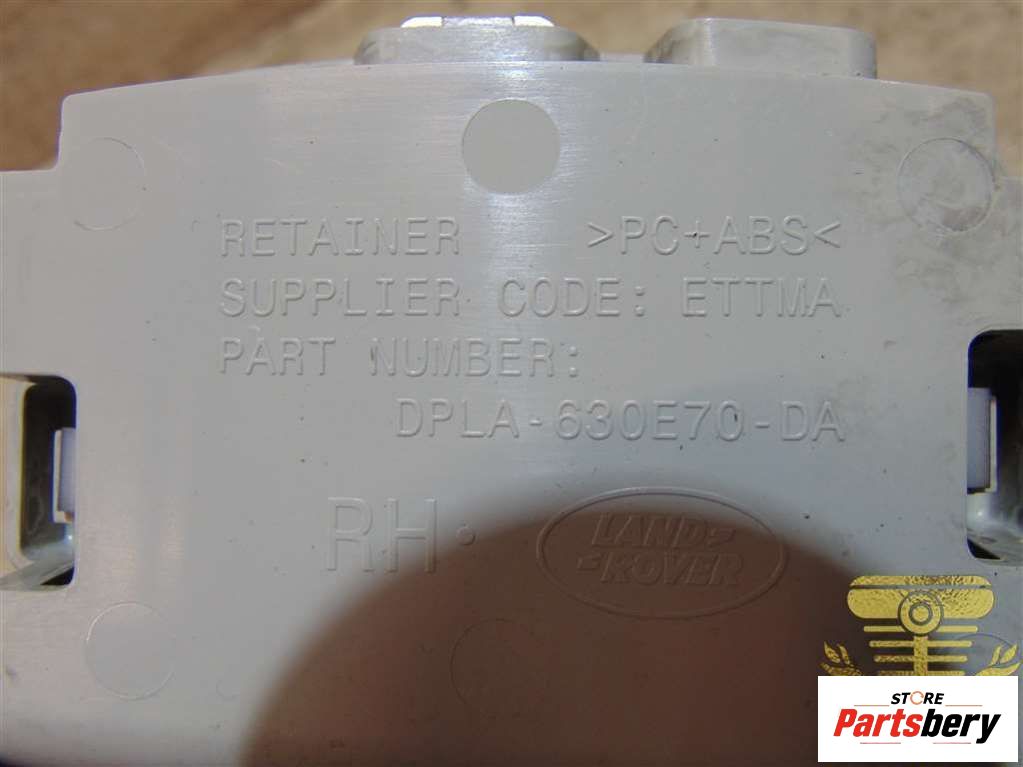 RETAINER >PC+ABS<
SUPPLIER CODE: ETTMA
PART NUMBER:
DPLA-630E70-DA
RH.
LAND-
-ROVER
STORE
Partsbery